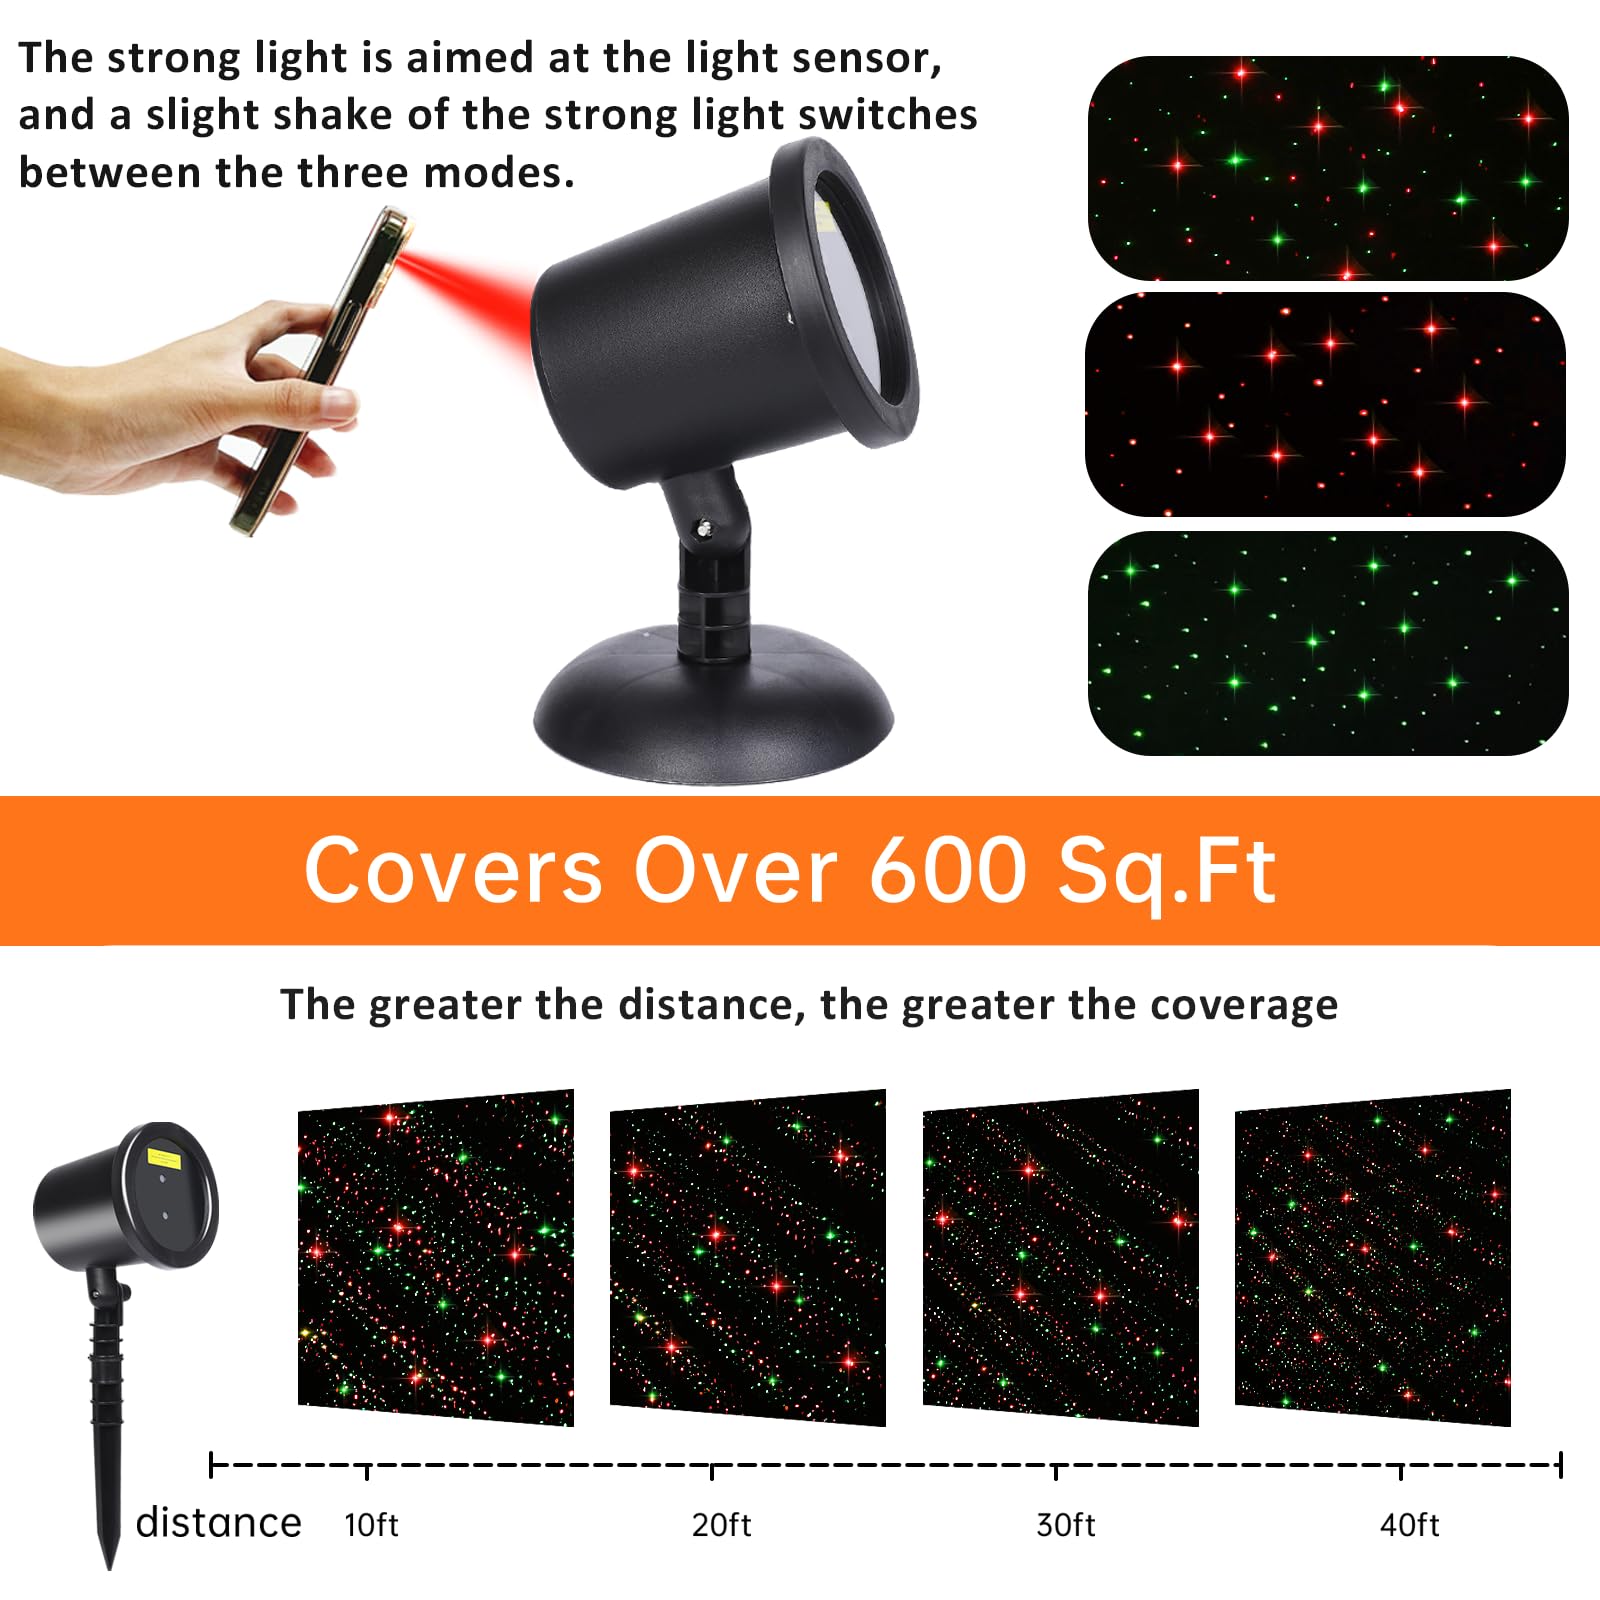 The strong light is aimed at the light sensor,
and a slight shake of the strong light switches
between the three modes.
Covers Over 600 Sq.Ft
The greater the distance, the greater the coverage
distance 10ft 20ft 30ft 40ft